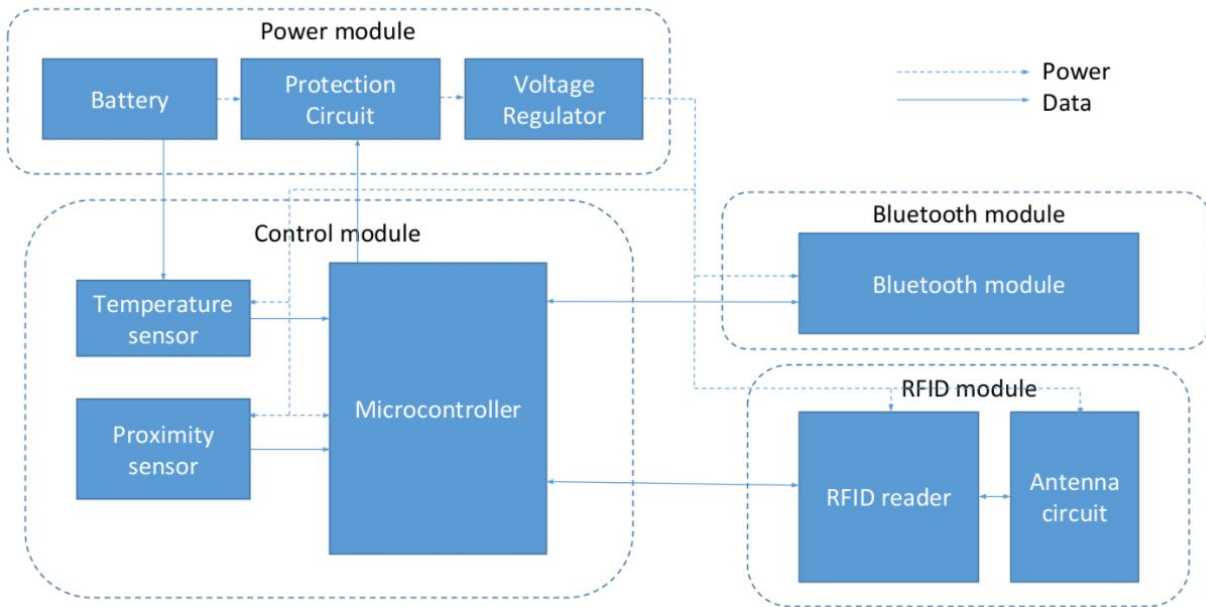 Power module
Battery
Protection
Circuit
Voltage
Regulator
Power
Data
Control module
Temperature
sensor
Proximity
sensor
Microcontroller
Bluetooth module
Bluetooth module
RFID module
RFID reader
Antenna
circuit